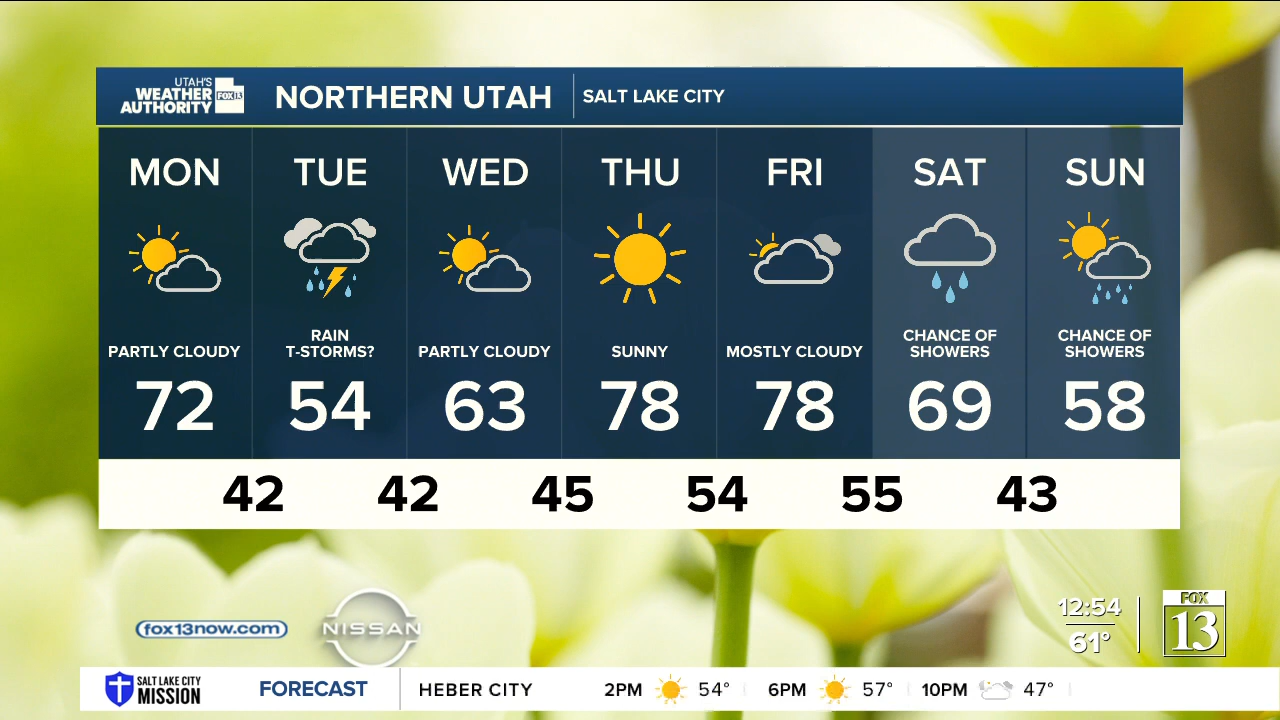 UTAH'S
WEATHER
AUTHORITY
FOX 13
NORTHERN UTAH
SALT LAKE CITY
MON
TUE
WED
THU
FRI
SAT
SUN
PARTLY CLOUDY
RAIN
T-STORMS?
PARTLY CLOUDY
SUNNY
MOSTLY CLOUDY
CHANCE OF
SHOWERS
CHANCE OF
SHOWERS
72
54
63
78
78
69
58
42
42
45
54
55
43
fox13now.com
NISSAN
12:54
61°
FOX
13
SALT LAKE CITY
MISSION
FORECAST
HEBER CITY
2PM 54°
6PM 57°
10PM 47°